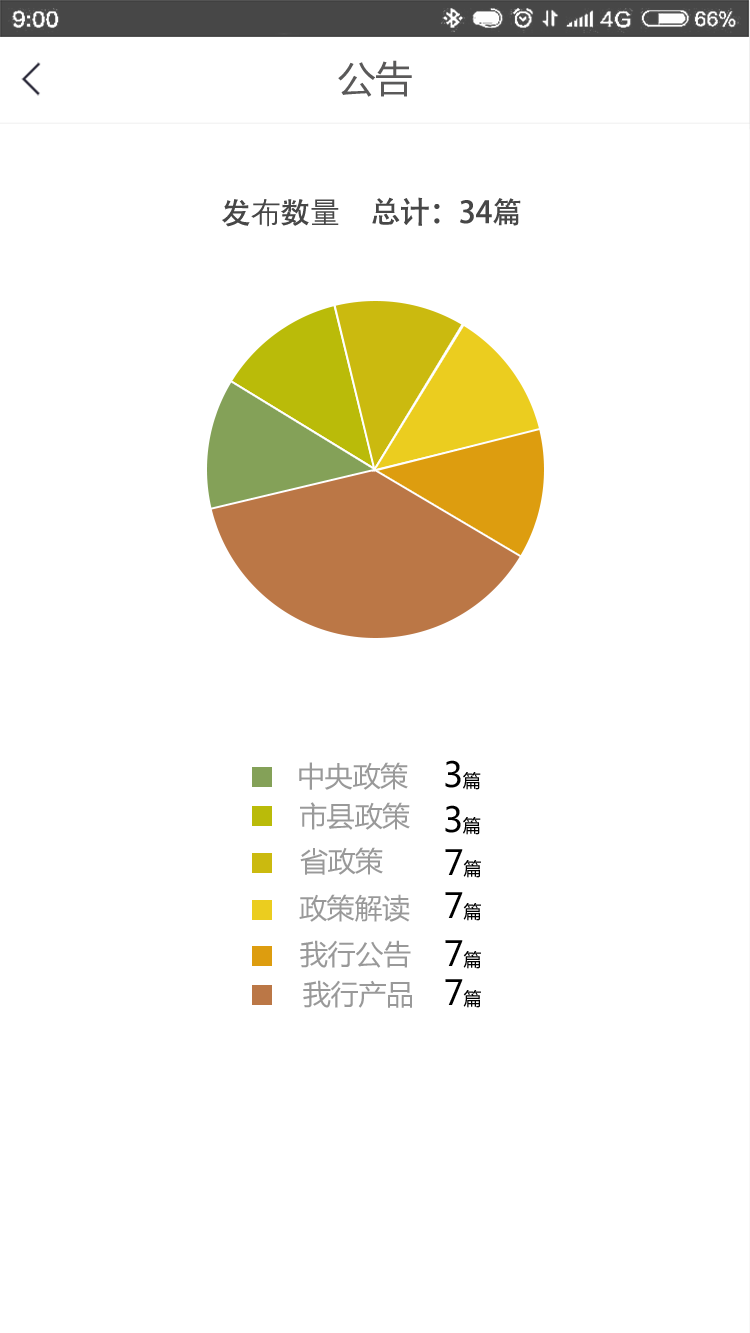 9:00 4G 66%
公告
发布数量 总计：34篇
中央政策 3篇
市县政策 3篇
省政策 7篇
政策解读 7篇
我行公告 7篇
我行产品 7篇